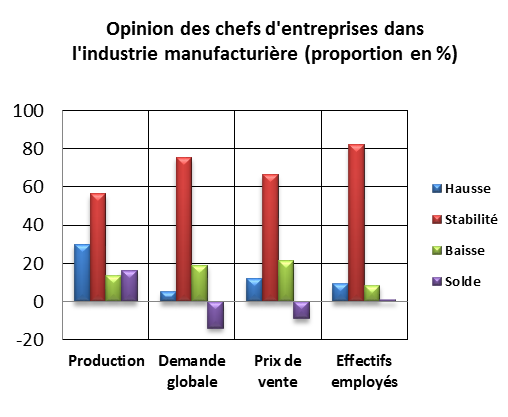 Opinion des chefs d'entreprises dans
l'industrie manufacturière (proportion en %)
100
80
60
40
20
0
-20
Production
Demande
globale
Prix de
vente
Effectifs
employés
Hausse
Stabilité
Baisse
Solde